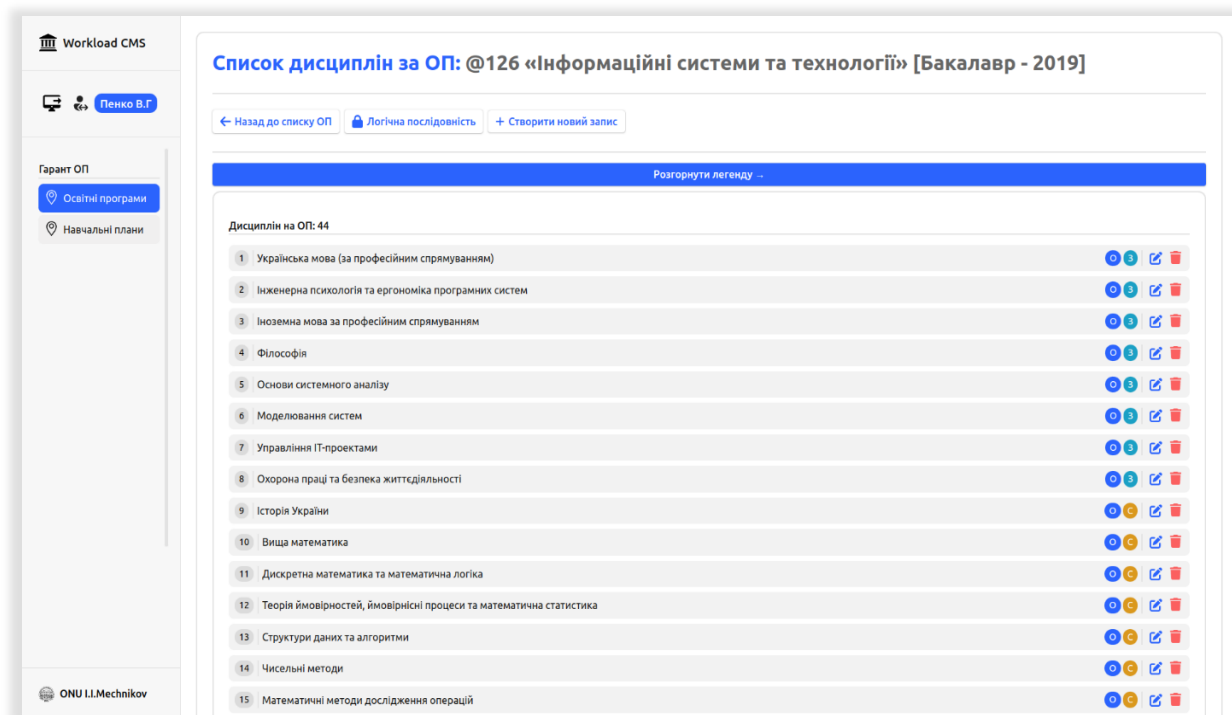 Workload CMS
Пенко В.Г
Гарант ОП
Освітні програми
Навчальні плани
ONU I.I.Mechnikov
Список дисциплін за ОП: @126 «Інформаційні системи та технології» [Бакалавр - 2019]
← Назад до списку ОП Логічна послідовність + Створити новий запис
Розгорнути легенду →
Дисциплін на ОП: 44
1 Українська мова (за професійним спрямуванням) О З
2 Інженерна психологія та ергономіка програмних систем О З
3 Іноземна мова за професійним спрямуванням О З
4 Філософія О З
5 Основи системного аналізу О З
6 Моделювання систем О З
7 Управління ІТ-проектами О З
8 Охорона праці та безпека життєдіяльності О З
9 Історія України О С
10 Вища математика О С
11 Дискретна математика та математична логіка О С
12 Теорія ймовірностей, ймовірнісні процеси та математична статистика О С
13 Структури даних та алгоритми О С
14 Чисельні методи О С
15 Математичні методи дослідження операцій О С